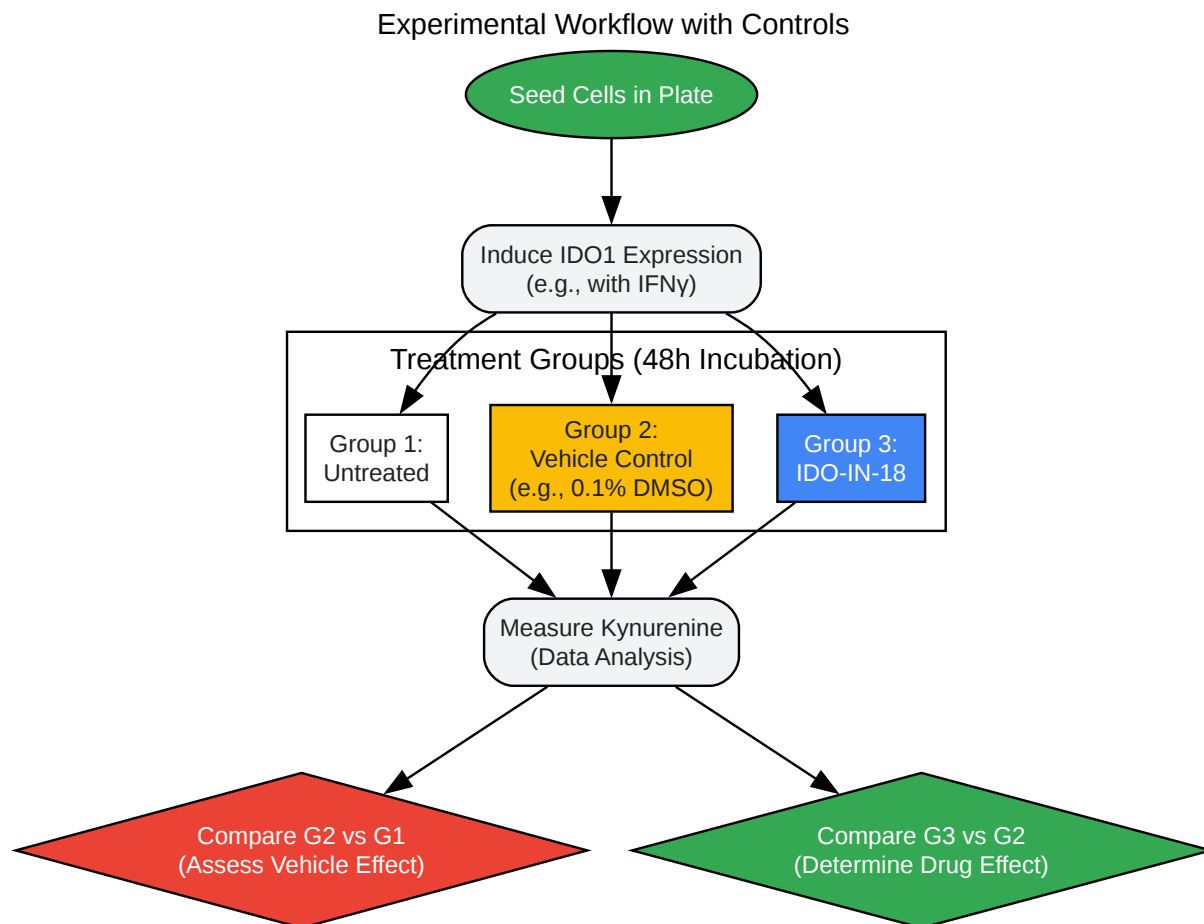 Experimental Workflow with Controls
Seed Cells in Plate
Induce IDO1 Expression
(e.g., with IFNγ)
Treatment Groups (48h Incubation)
Group 1:
Untreated
Group 2:
Vehicle Control
(e.g., 0.1% DMSO)
Group 3:
IDO-IN-18
Measure Kynurenine
(Data Analysis)
Compare G2 vs G1
(Assess Vehicle Effect)
Compare G3 vs G2
(Determine Drug Effect)